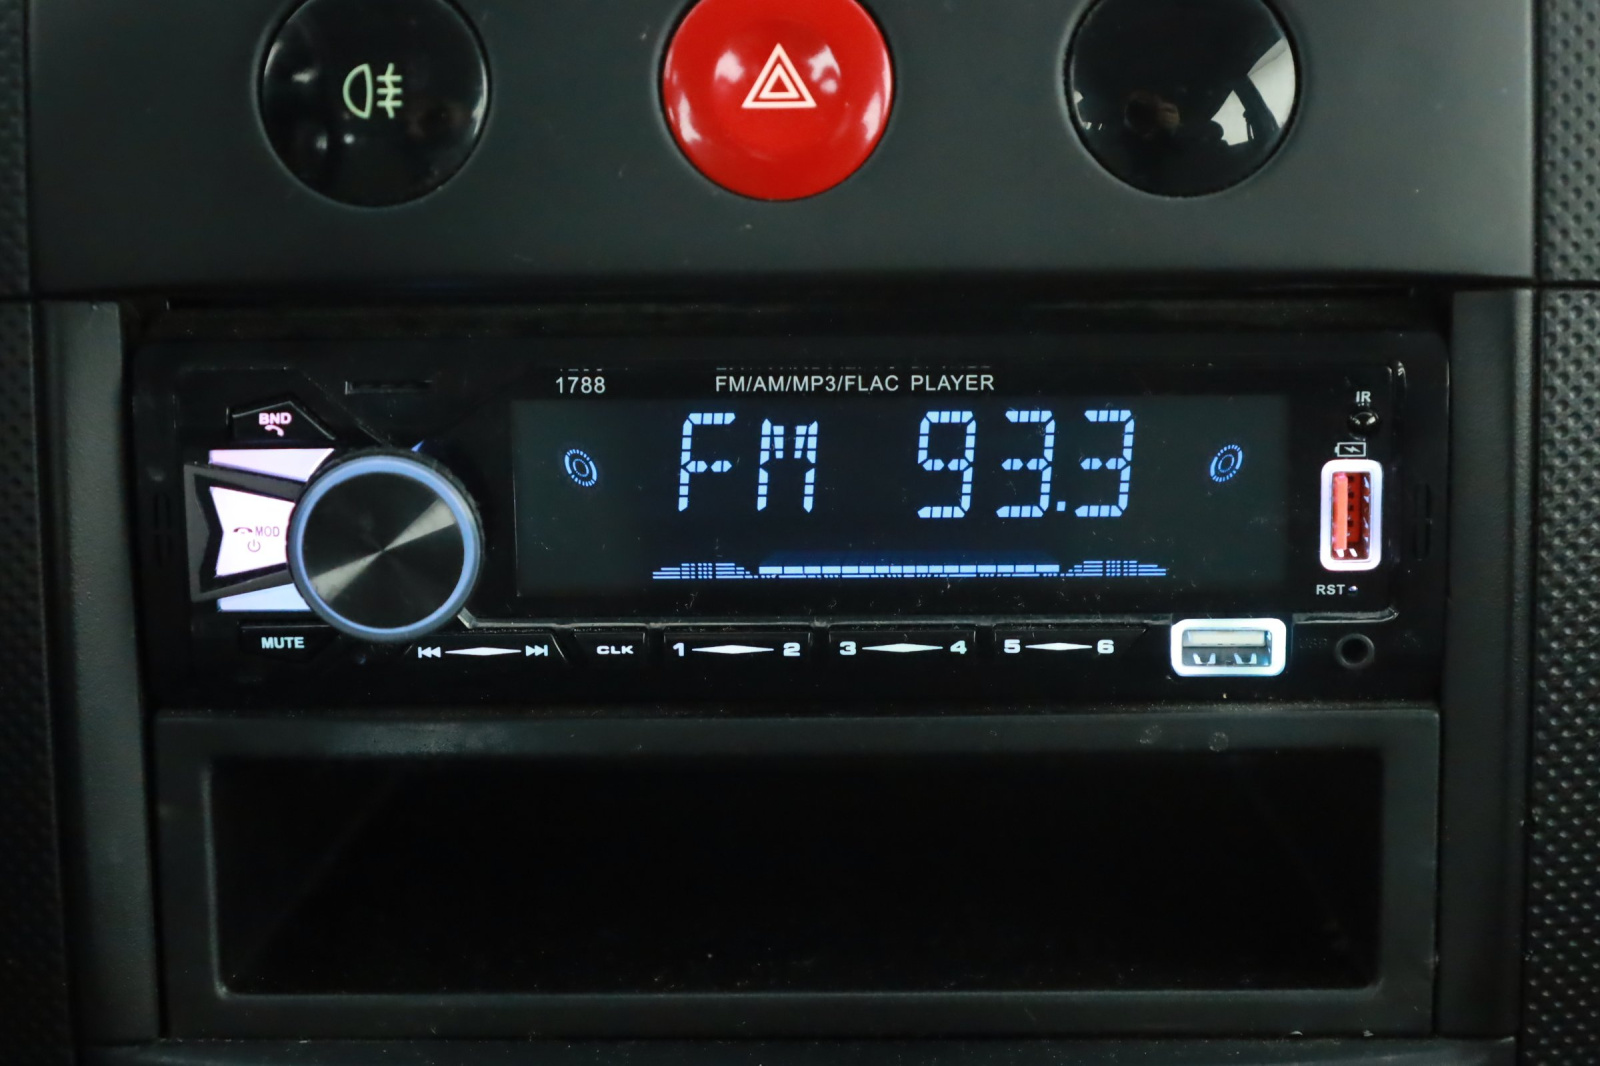 1788 FM/AM/MP3/FLAC PLAYER
BND
FM 93.3
IR
MOD
RST
MUTE
CLK 1 2 3 4 5 6